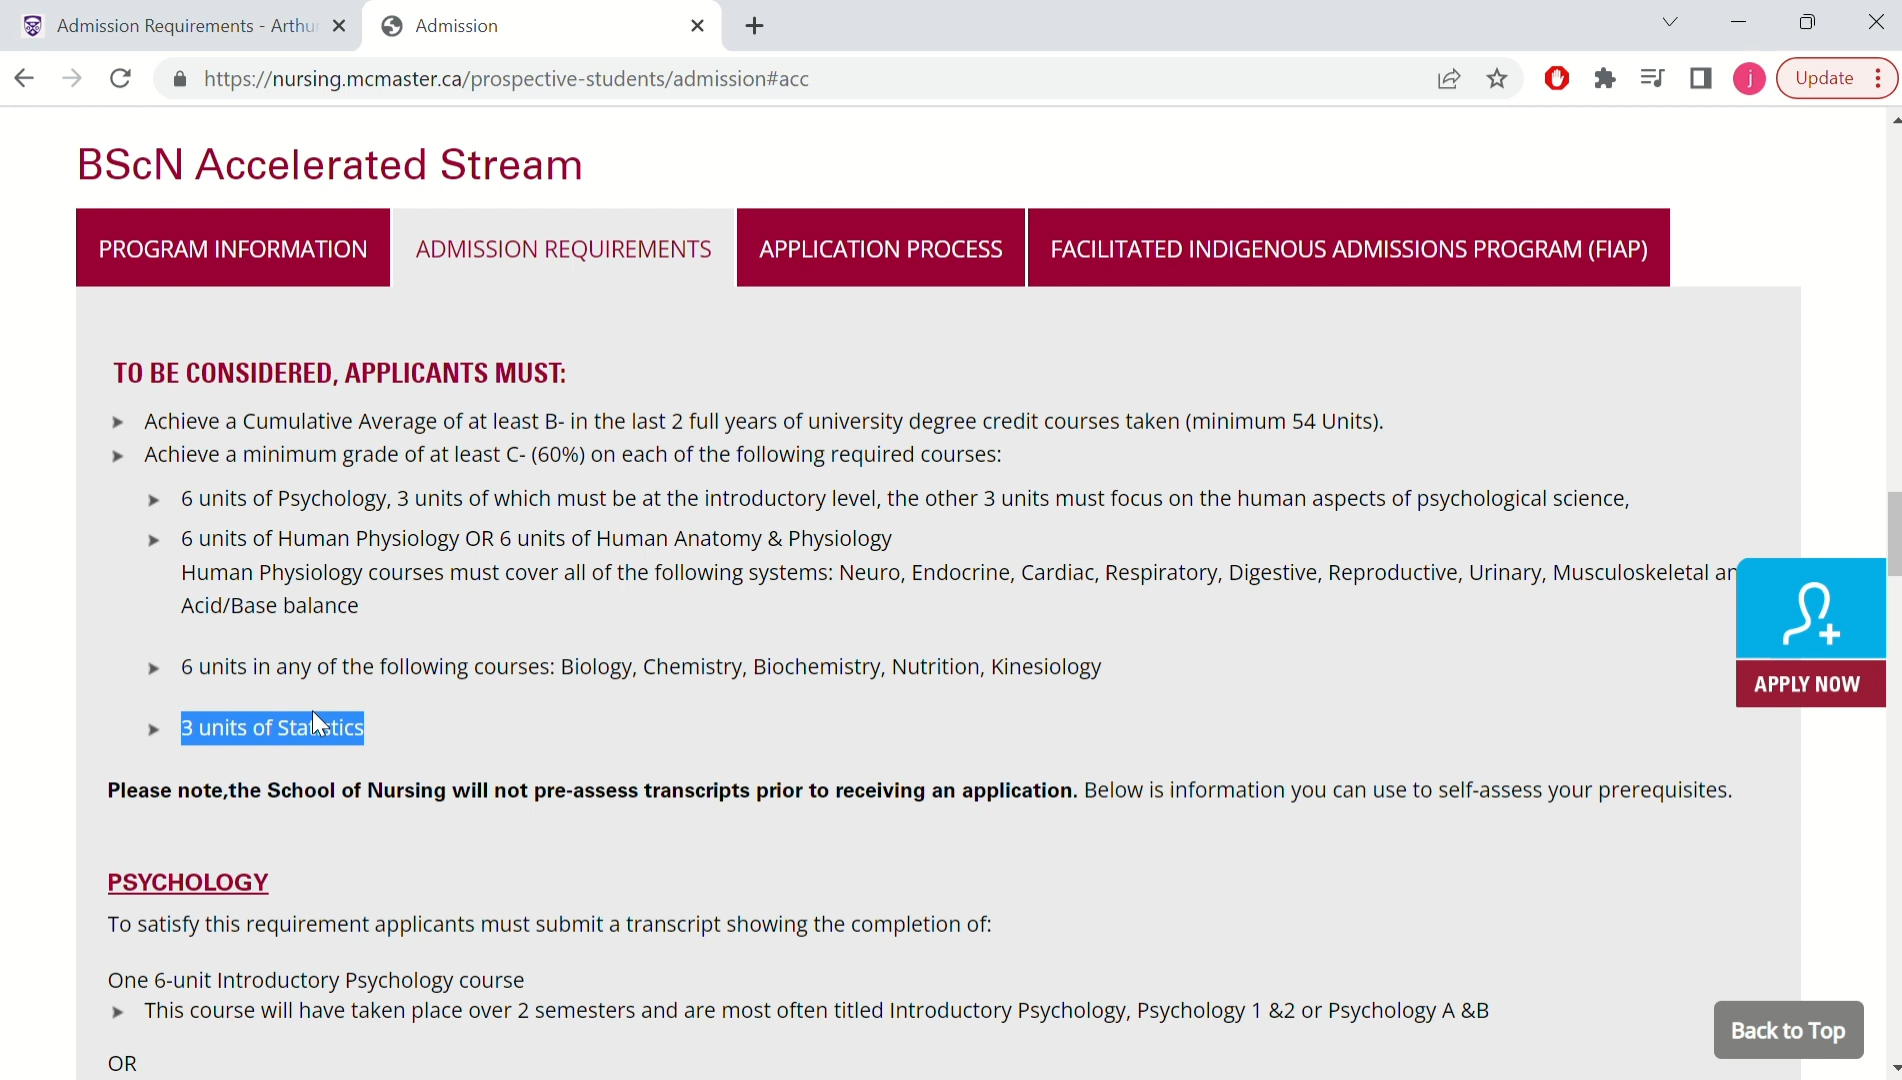 Admission Requirements - Arthu
Admission
https://nursing.mcmaster.ca/prospective-students/admission#acc
j
Update
BScN Accelerated Stream
PROGRAM INFORMATION
ADMISSION REQUIREMENTS
APPLICATION PROCESS
FACILITATED INDIGENOUS ADMISSIONS PROGRAM (FIAP)
TO BE CONSIDERED, APPLICANTS MUST:
Achieve a Cumulative Average of at least B- in the last 2 full years of university degree credit courses taken (minimum 54 Units).
Achieve a minimum grade of at least C- (60%) on each of the following required courses:
6 units of Psychology, 3 units of which must be at the introductory level, the other 3 units must focus on the human aspects of psychological science,
6 units of Human Physiology OR 6 units of Human Anatomy & Physiology
Human Physiology courses must cover all of the following systems: Neuro, Endocrine, Cardiac, Respiratory, Digestive, Reproductive, Urinary, Musculoskeletal an
Acid/Base balance
6 units in any of the following courses: Biology, Chemistry, Biochemistry, Nutrition, Kinesiology
APPLY NOW
3 units of Statistics
Please note,the School of Nursing will not pre-assess transcripts prior to receiving an application. Below is information you can use to self-assess your prerequisites.
PSYCHOLOGY
To satisfy this requirement applicants must submit a transcript showing the completion of:
One 6-unit Introductory Psychology course
This course will have taken place over 2 semesters and are most often titled Introductory Psychology, Psychology 1 &2 or Psychology A &B
Back to Top
OR